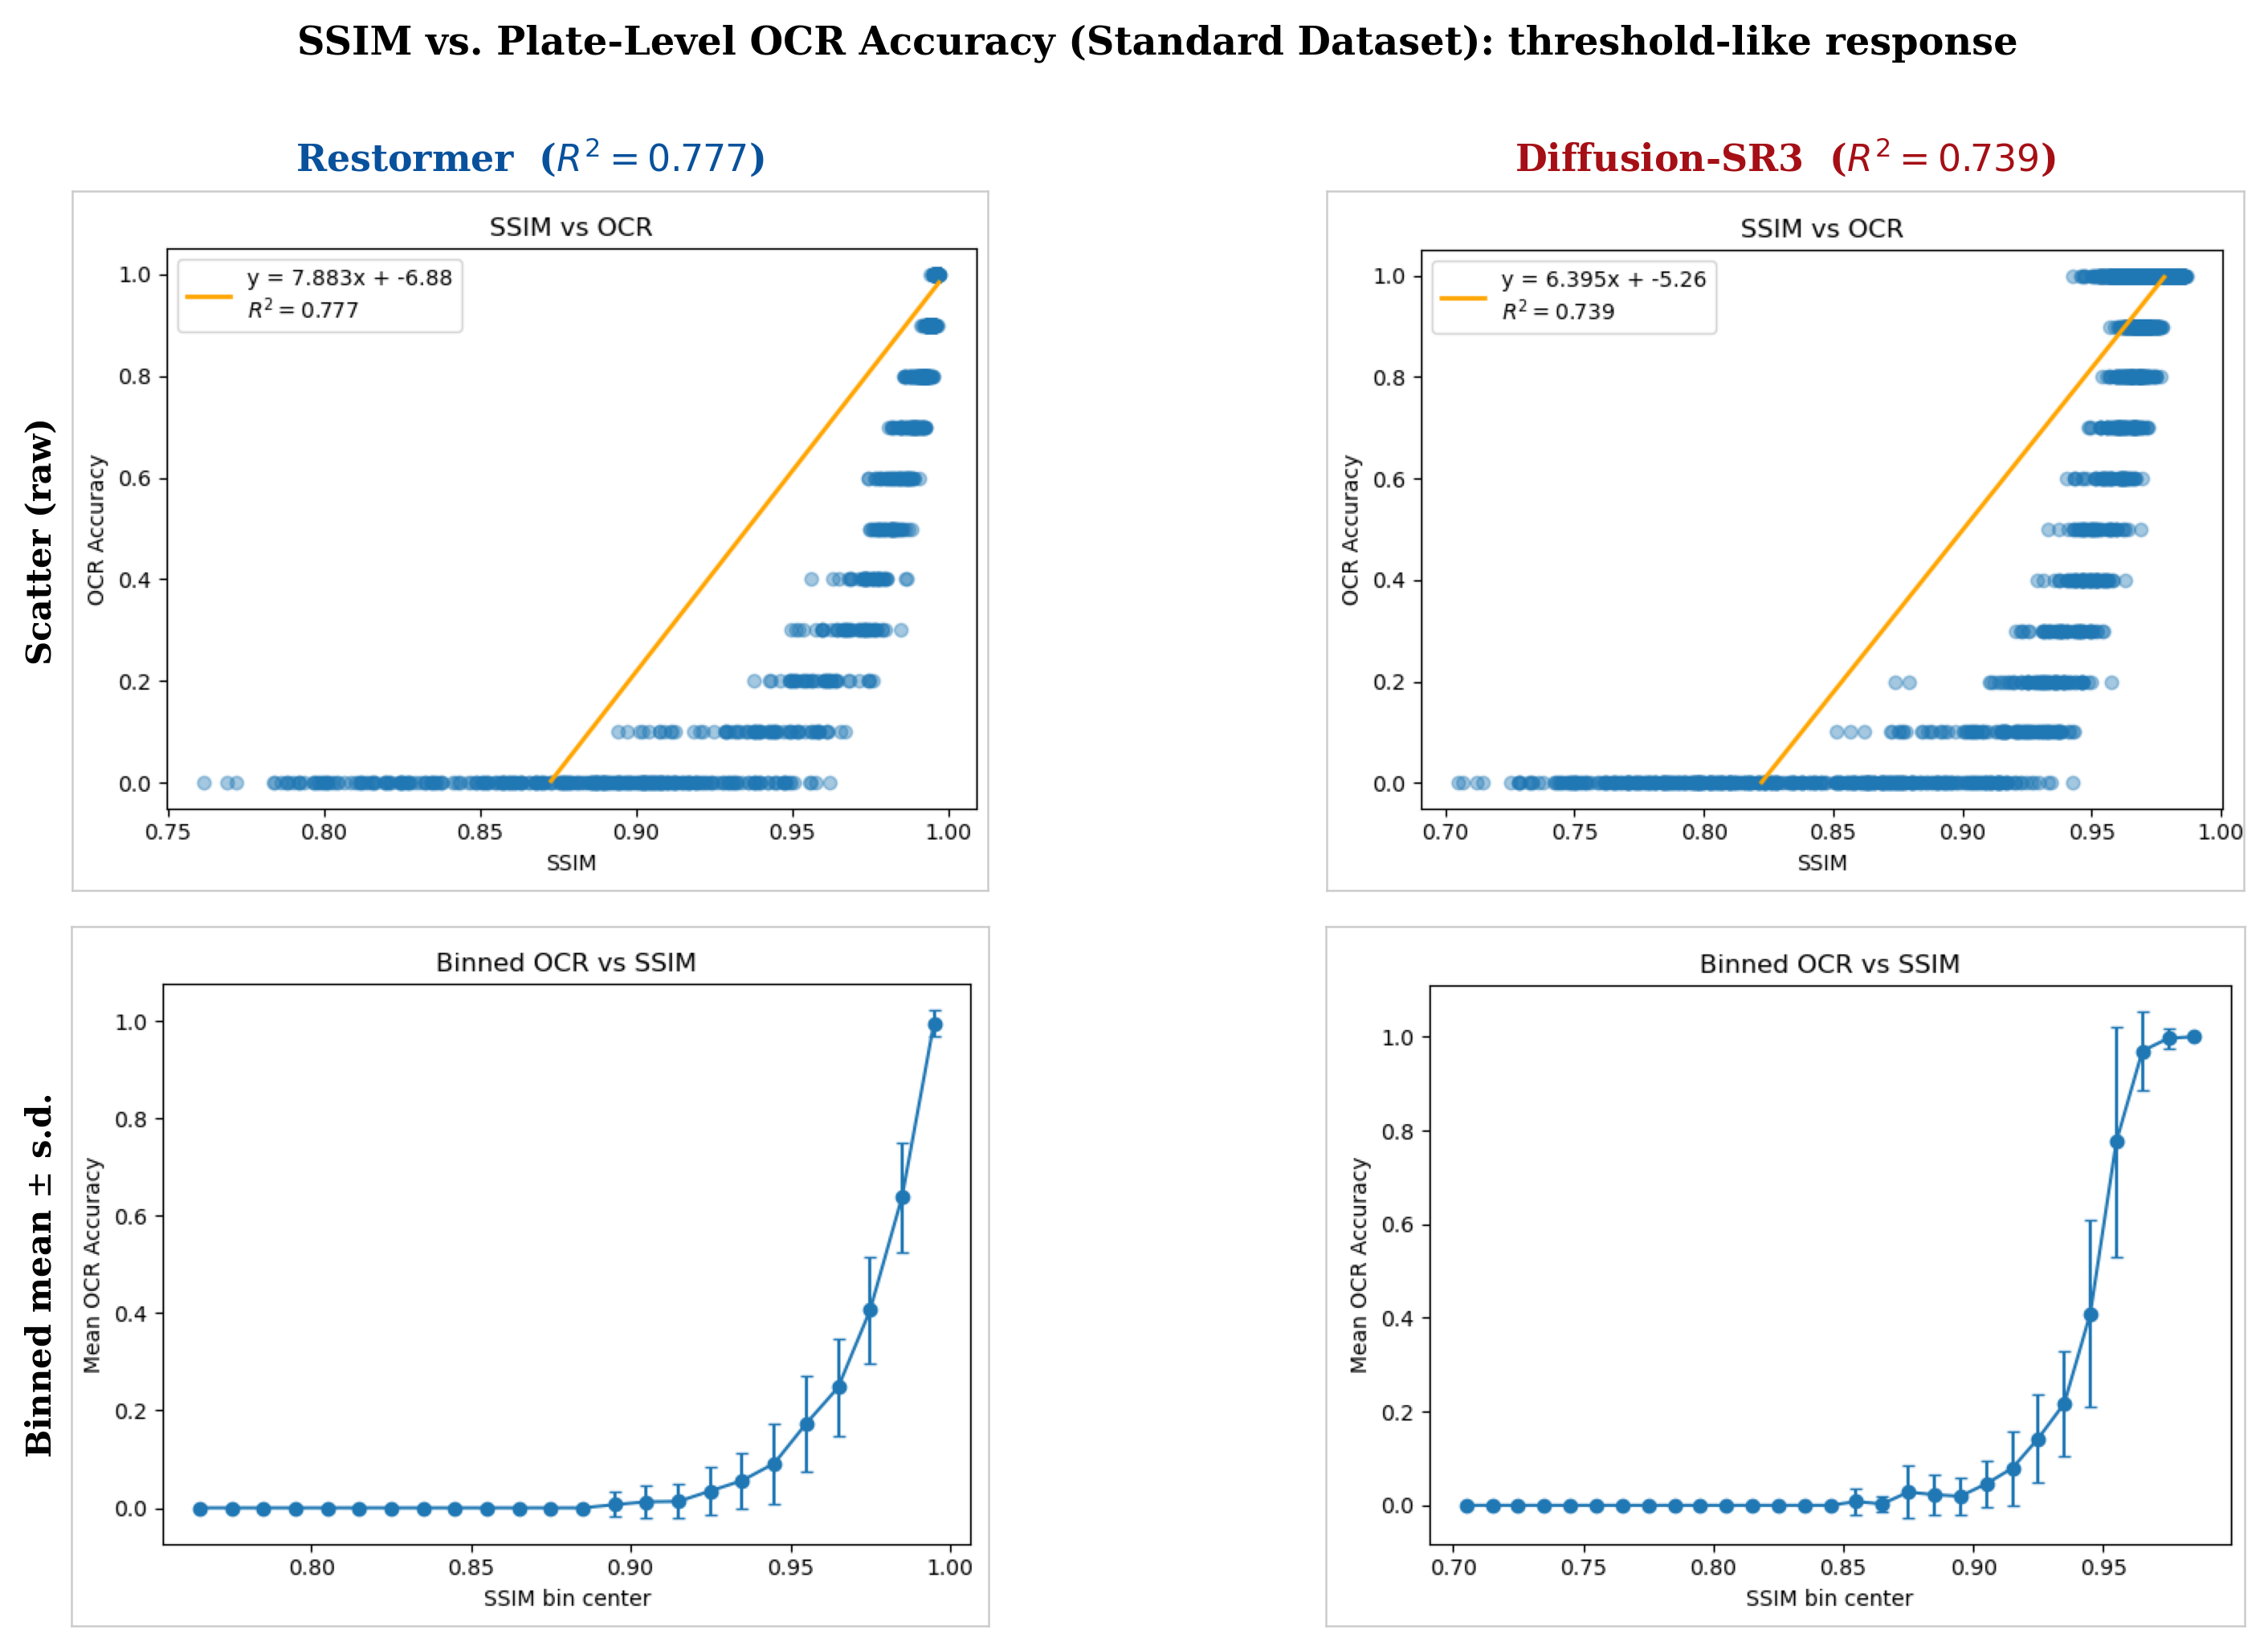 SSIM vs. Plate-Level OCR Accuracy (Standard Dataset): threshold-like response
Restormer (R² = 0.777)
Diffusion-SR3 (R² = 0.739)
Scatter (raw)
SSIM vs OCR
y = 7.883x + -6.88
R² = 0.777
OCR Accuracy
1.0
0.8
0.6
0.4
0.2
0.0
0.75 0.80 0.85 0.90 0.95 1.00
SSIM
SSIM vs OCR
y = 6.395x + -5.26
R² = 0.739
OCR Accuracy
1.0
0.8
0.6
0.4
0.2
0.0
0.70 0.75 0.80 0.85 0.90 0.95 1.00
SSIM
Binned mean ± s.d.
Binned OCR vs SSIM
Mean OCR Accuracy
1.0
0.8
0.6
0.4
0.2
0.0
0.80 0.85 0.90 0.95 1.00
SSIM bin center
Binned OCR vs SSIM
Mean OCR Accuracy
1.0
0.8
0.6
0.4
0.2
0.0
0.70 0.75 0.80 0.85 0.90 0.95
SSIM bin center